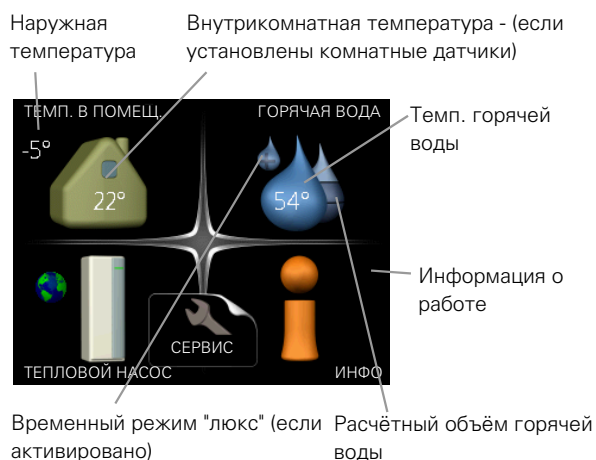 Наружная
температура
Внутрикомнатная температура - (если
установлены комнатные датчики)
ТЕМП. В ПОМЕЩ.
ГОРЯЧАЯ ВОДА
-5°
22°
54°
Темп. горячей
воды
Информация о
работе
СЕРВИС
ТЕПЛОВОЙ НАСОС
ИНФО
Временный режим "люкс" (если
активировано)
Расчётный объём горячей
воды